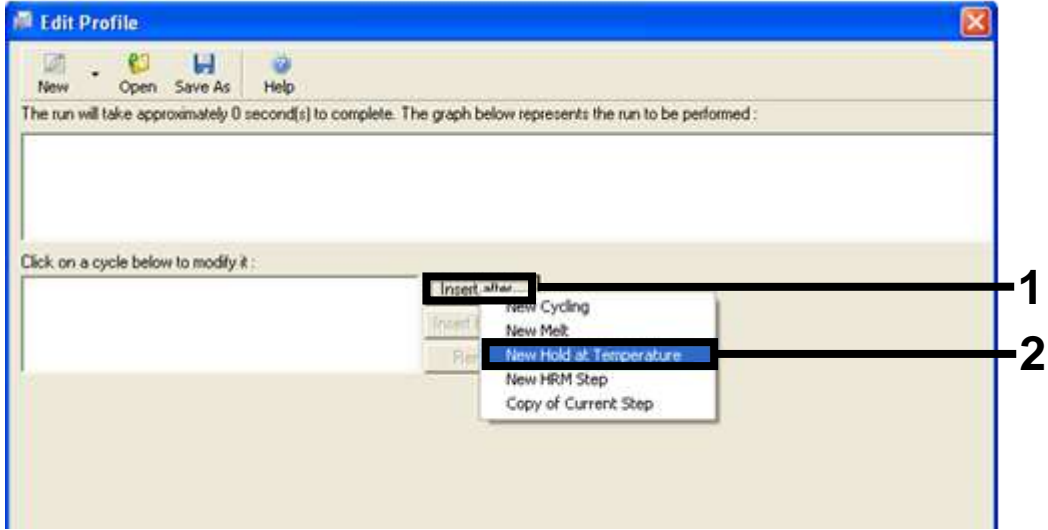 Edit Profile
New Open Save As Help
The run will take approximately 0 second(s) to complete. The graph below represents the run to be performed :
Click on a cycle below to modify it :
Insert after...
1
New Cycling
Insert
New Melt
New Hold at Temperature
2
New HRM Step
Copy of Current Step